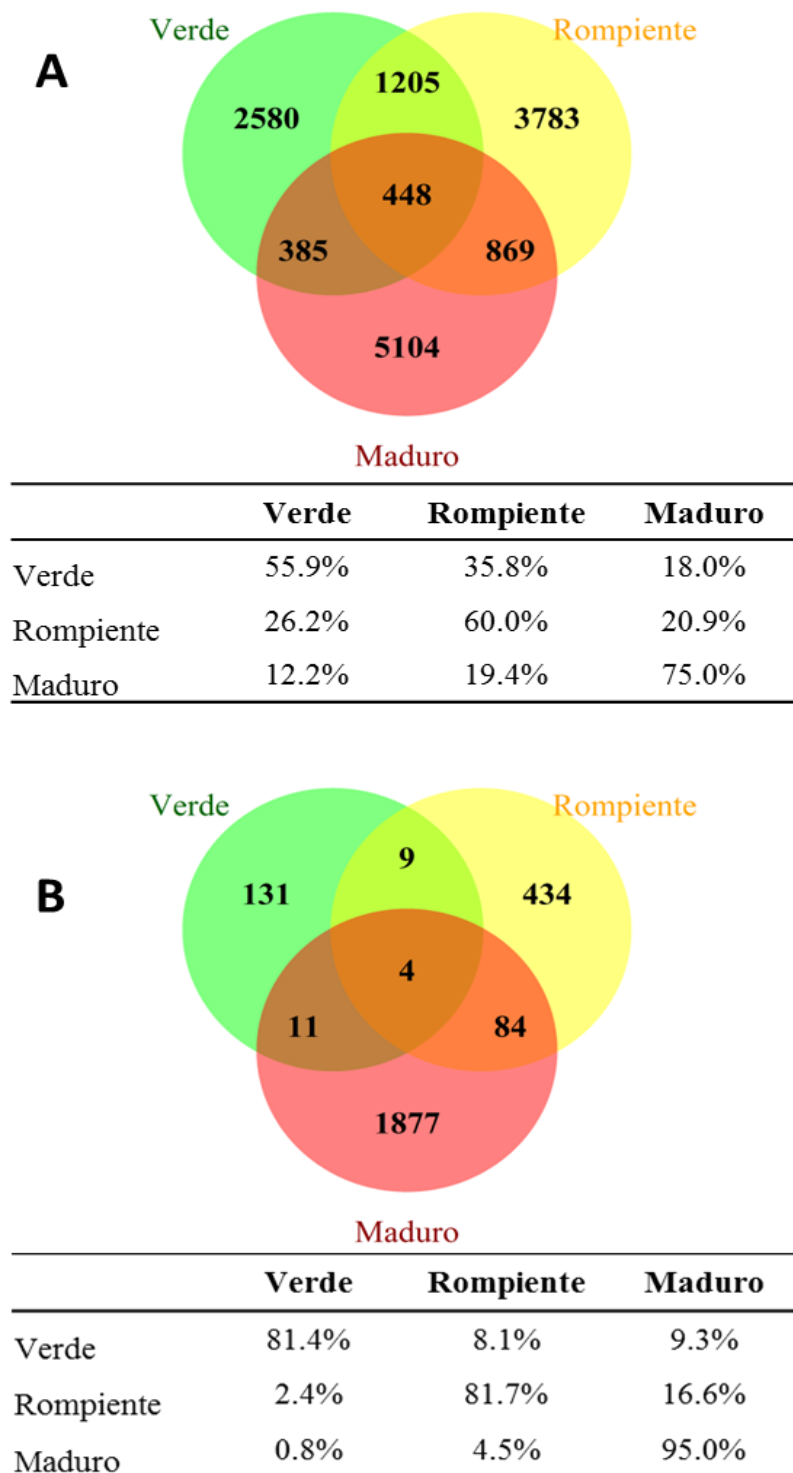 Verde Rompiente
A
1205
2580 3783
448
385 869
5104
Maduro
Verde Rompiente Maduro
Verde 55.9% 35.8% 18.0%
Rompiente 26.2% 60.0% 20.9%
Maduro 12.2% 19.4% 75.0%
Verde Rompiente
9
B 131 434
4
11 84
1877
Maduro
Verde Rompiente Maduro
Verde 81.4% 8.1% 9.3%
Rompiente 2.4% 81.7% 16.6%
Maduro 0.8% 4.5% 95.0%